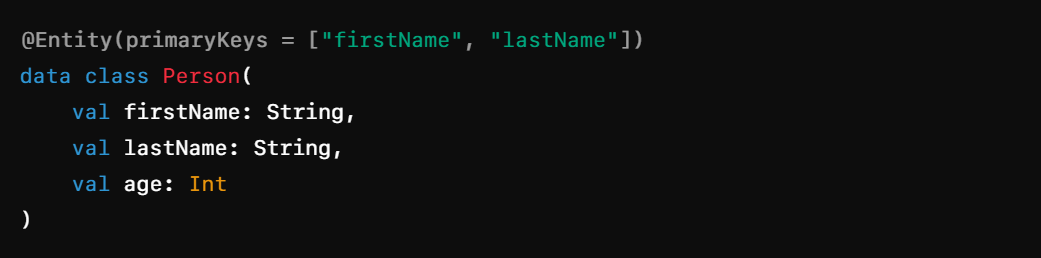 @Entity(primaryKeys = ["firstName", "lastName"])
data class Person(
    val firstName: String,
    val lastName: String,
    val age: Int
)